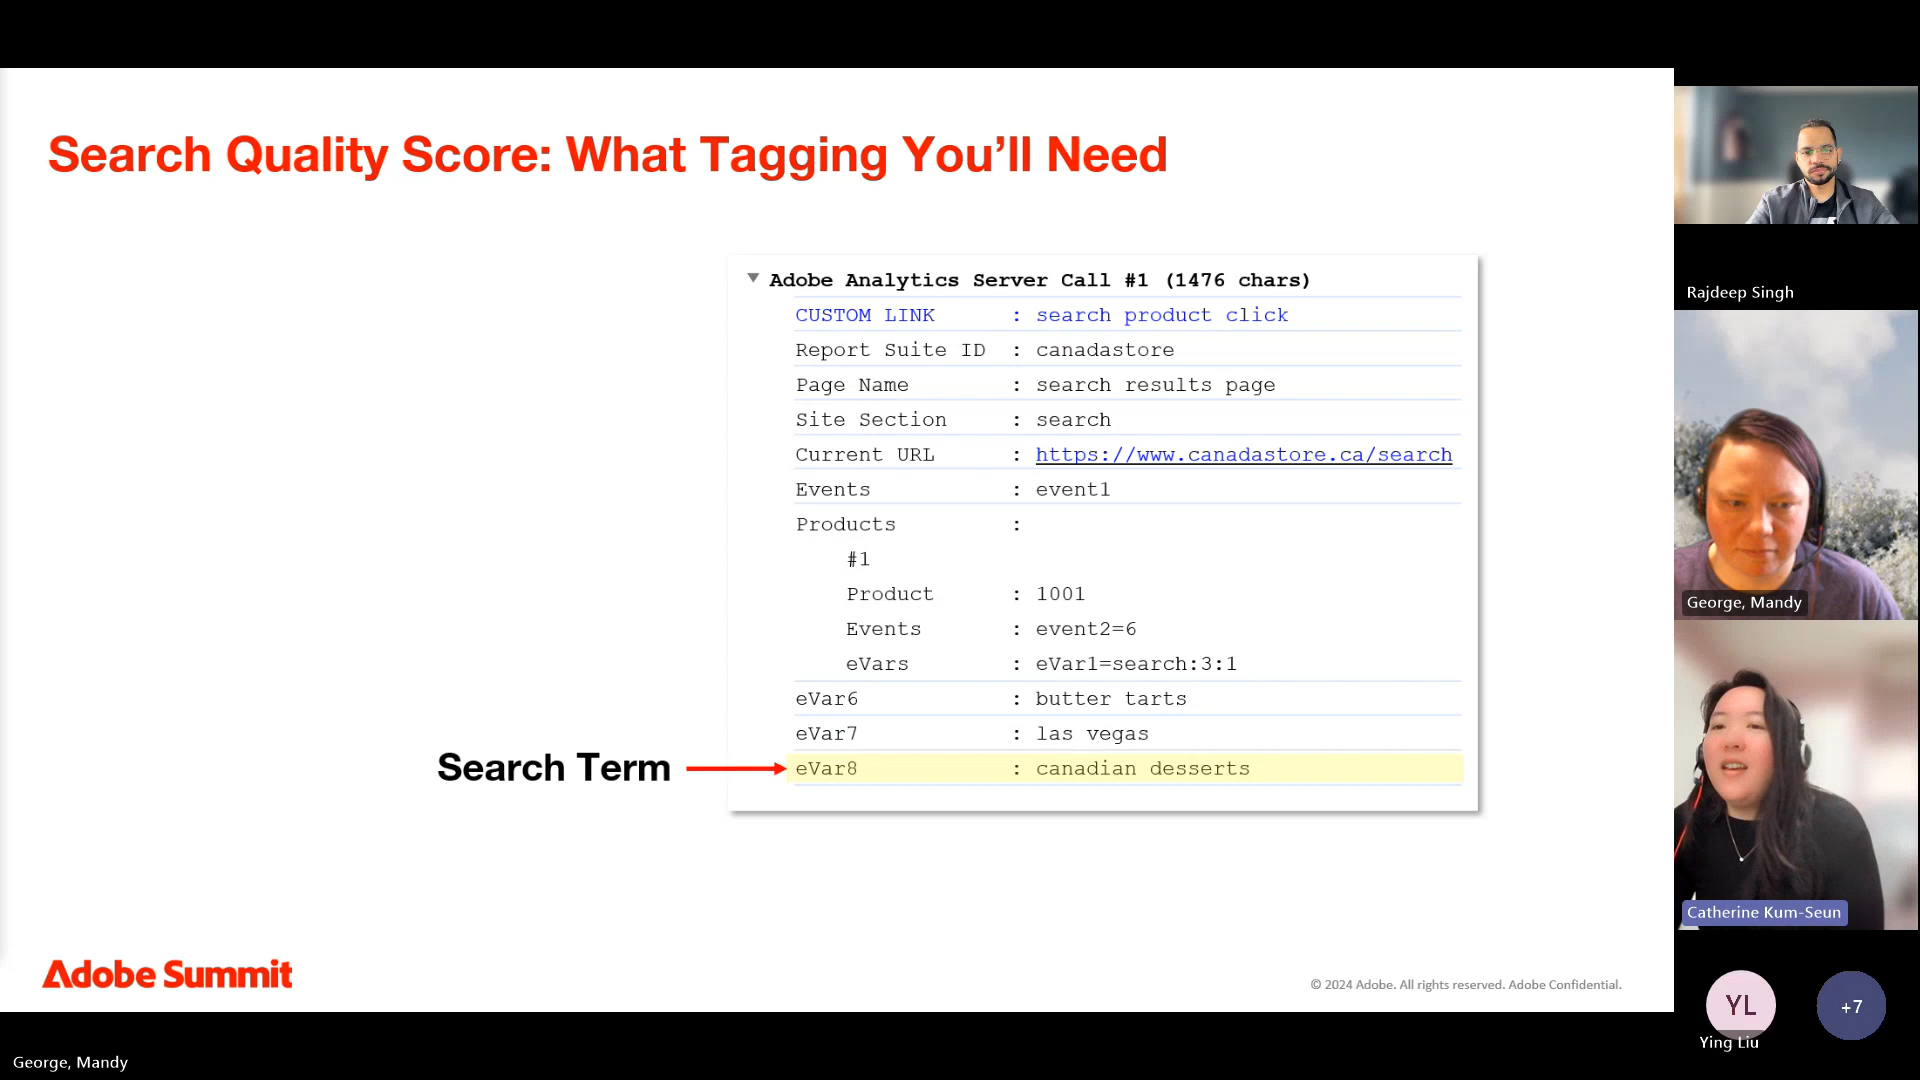 Search Quality Score: What Tagging You'll Need
Adobe Analytics Server Call #1 (1476 chars)
CUSTOM LINK : search product click
Report Suite ID : canadastore
Page Name : search results page
Site Section : search
Current URL : https://www.canadastore.ca/search
Events : event1
Products :
#1
Product : 1001
Events : event2=6
eVars : eVar1=search:3:1
eVar6 : butter tarts
eVar7 : las vegas
Search Term
eVar8 : canadian desserts
Adobe Summit
© 2024 Adobe. All rights reserved. Adobe Confidential.
Rajdeep Singh
George, Mandy
Catherine Kum-Seun
YL
+7
Ying Liu
George, Mandy